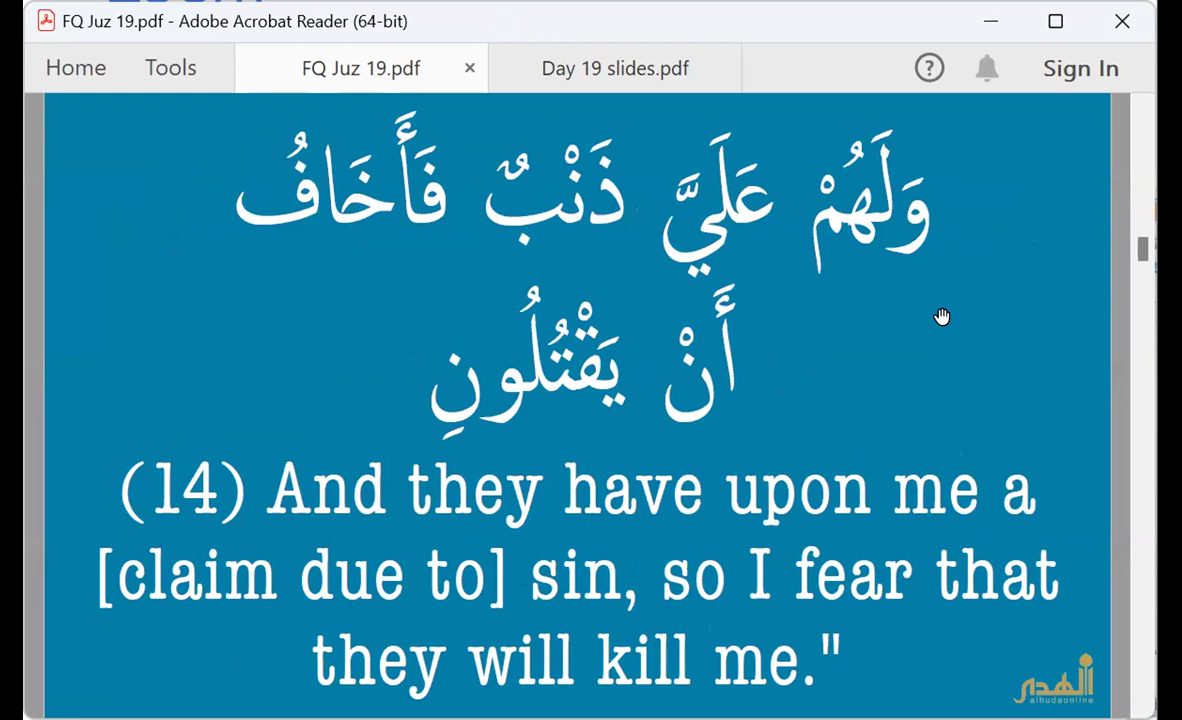 FQ Juz 19.pdf - Adobe Acrobat Reader (64-bit)
Home Tools FQ Juz 19.pdf Day 19 slides.pdf Sign In
وَلَهُمْ عَلَيَّ ذَنْبٌ فَأَخَافُ
أَنْ يَقْتُلُونِ
(14) And they have upon me a
[claim due to] sin, so I fear that
they will kill me."
الهدى
alhudaonline